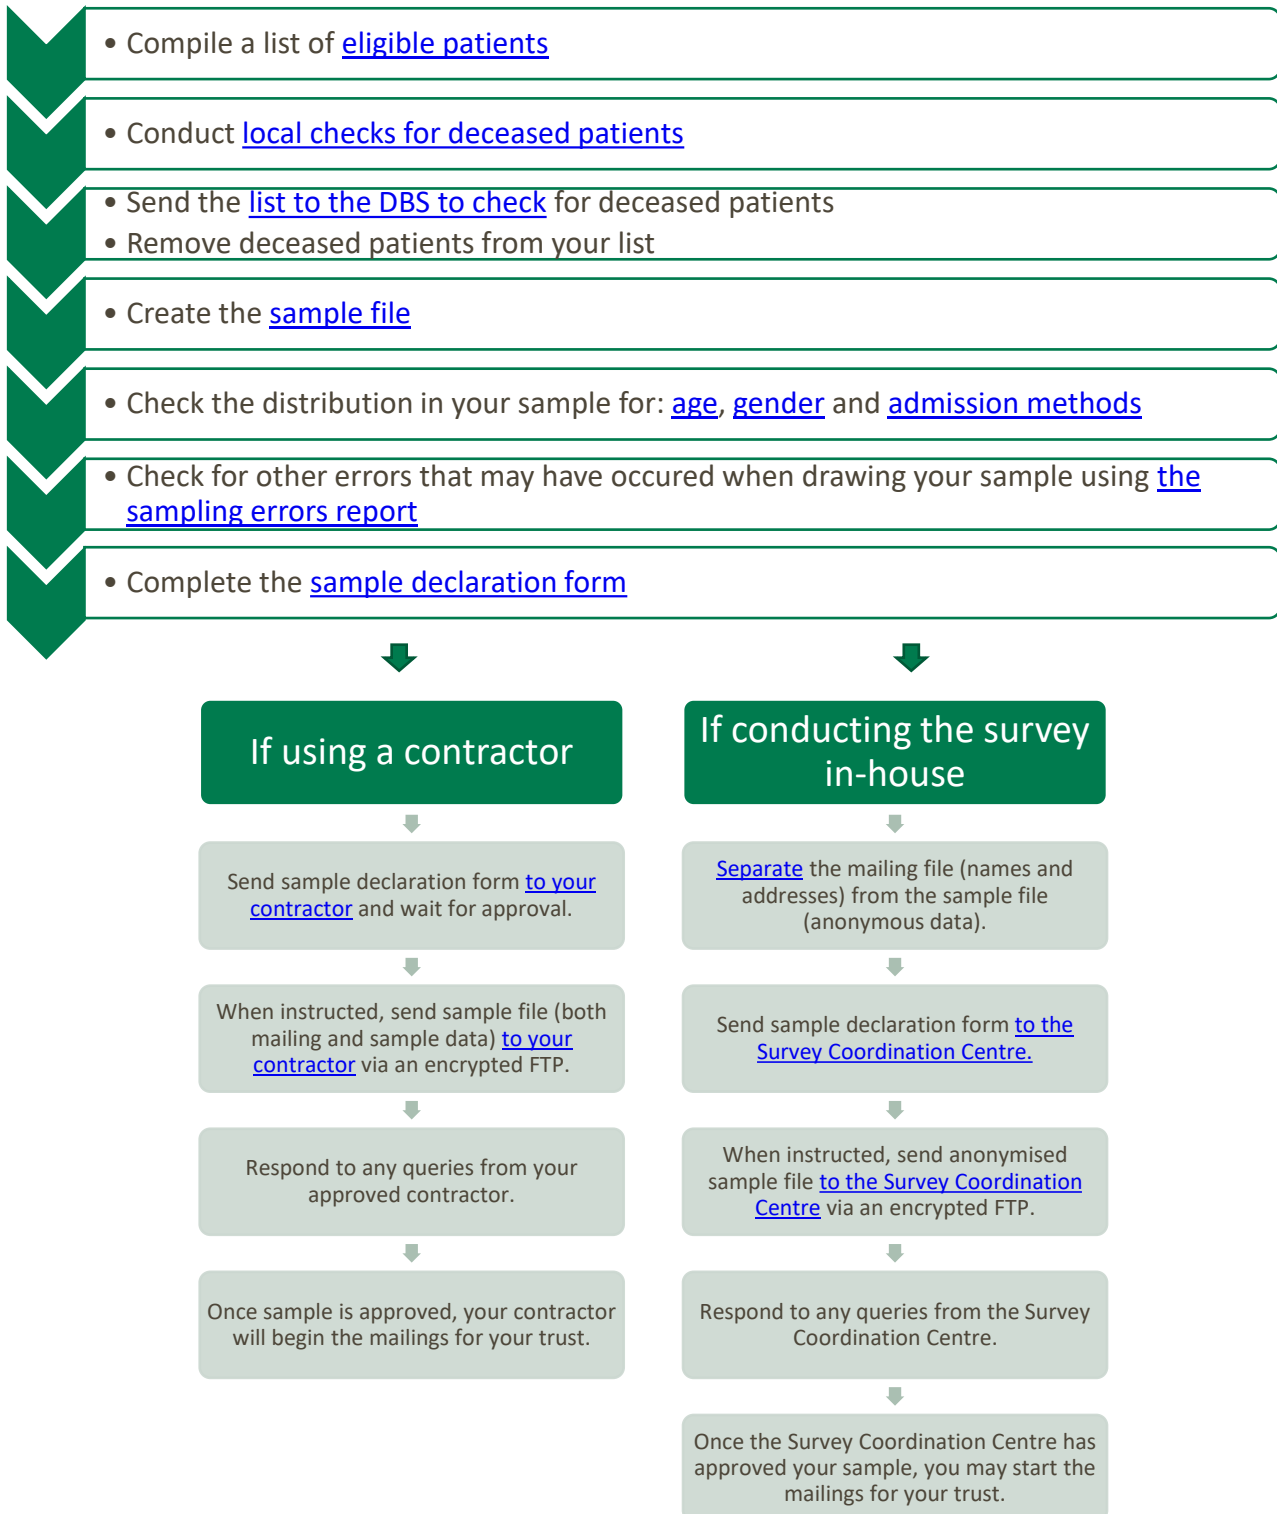 • Compile a list of eligible patients
• Conduct local checks for deceased patients
• Send the list to the DBS to check for deceased patients
• Remove deceased patients from your list
• Create the sample file
• Check the distribution in your sample for: age, gender and admission methods
• Check for other errors that may have occured when drawing your sample using the
sampling errors report
• Complete the sample declaration form
If using a contractor
Send sample declaration form to your
contractor and wait for approval.
When instructed, send sample file (both
mailing and sample data) to your
contractor via an encrypted FTP.
Respond to any queries from your
approved contractor.
Once sample is approved, your contractor
will begin the mailings for your trust.
If conducting the survey
in-house
Separate the mailing file (names and
addresses) from the sample file
(anonymous data).
Send sample declaration form to the
Survey Coordination Centre.
When instructed, send anonymised
sample file to the Survey Coordination
Centre via an encrypted FTP.
Respond to any queries from the Survey
Coordination Centre.
Once the Survey Coordination Centre has
approved your sample, you may start the
mailings for your trust.